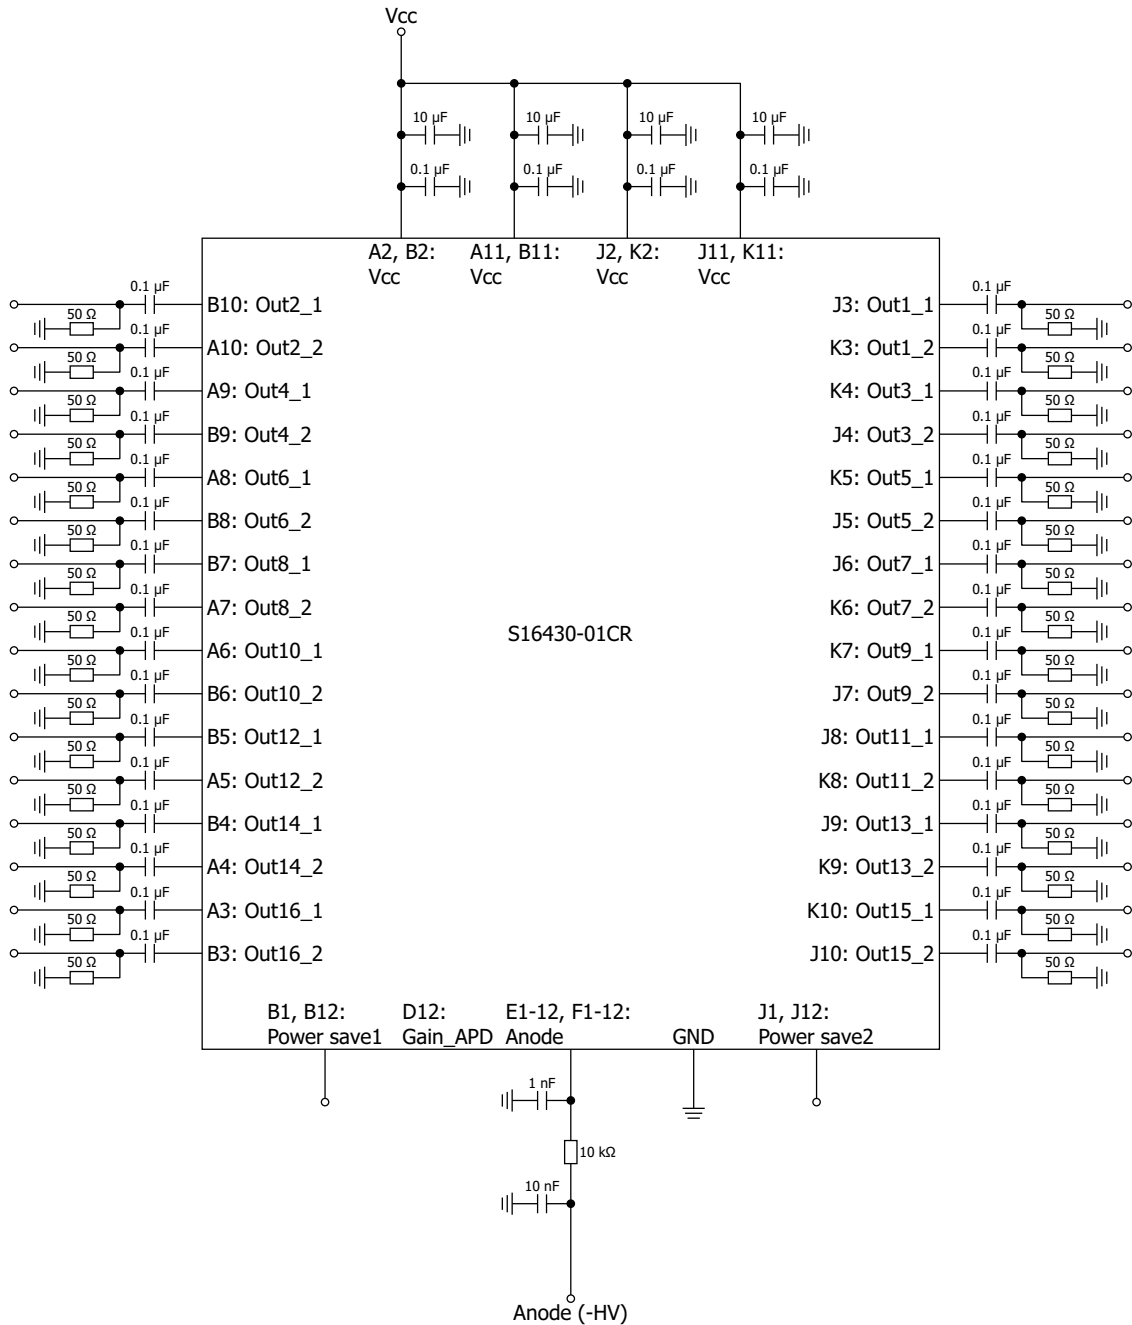 Vcc
10 µF
10 µF
10 µF
10 µF
0.1 µF
0.1 µF
0.1 µF
0.1 µF
A2, B2:
Vcc
A11, B11:
Vcc
J2, K2:
Vcc
J11, K11:
Vcc
0.1 µF
B10: Out2_1
50 Ω
0.1 µF
A10: Out2_2
50 Ω
0.1 µF
A9: Out4_1
50 Ω
0.1 µF
B9: Out4_2
50 Ω
0.1 µF
A8: Out6_1
50 Ω
0.1 µF
B8: Out6_2
50 Ω
0.1 µF
B7: Out8_1
50 Ω
0.1 µF
A7: Out8_2
50 Ω
0.1 µF
A6: Out10_1
50 Ω
0.1 µF
B6: Out10_2
50 Ω
0.1 µF
B5: Out12_1
50 Ω
0.1 µF
A5: Out12_2
50 Ω
0.1 µF
B4: Out14_1
50 Ω
0.1 µF
A4: Out14_2
50 Ω
0.1 µF
A3: Out16_1
50 Ω
0.1 µF
B3: Out16_2
50 Ω
S16430-01CR
0.1 µF
J3: Out1_1
50 Ω
0.1 µF
K3: Out1_2
50 Ω
0.1 µF
K4: Out3_1
50 Ω
0.1 µF
J4: Out3_2
50 Ω
0.1 µF
K5: Out5_1
50 Ω
0.1 µF
J5: Out5_2
50 Ω
0.1 µF
J6: Out7_1
50 Ω
0.1 µF
K6: Out7_2
50 Ω
0.1 µF
K7: Out9_1
50 Ω
0.1 µF
J7: Out9_2
50 Ω
0.1 µF
J8: Out11_1
50 Ω
0.1 µF
K8: Out11_2
50 Ω
0.1 µF
J9: Out13_1
50 Ω
0.1 µF
K9: Out13_2
50 Ω
0.1 µF
K10: Out15_1
50 Ω
0.1 µF
J10: Out15_2
50 Ω
B1, B12:
Power save1
D12:
Gain_APD
E1-12, F1-12:
Anode
GND
J1, J12:
Power save2
1 nF
10 kΩ
10 nF
Anode (-HV)